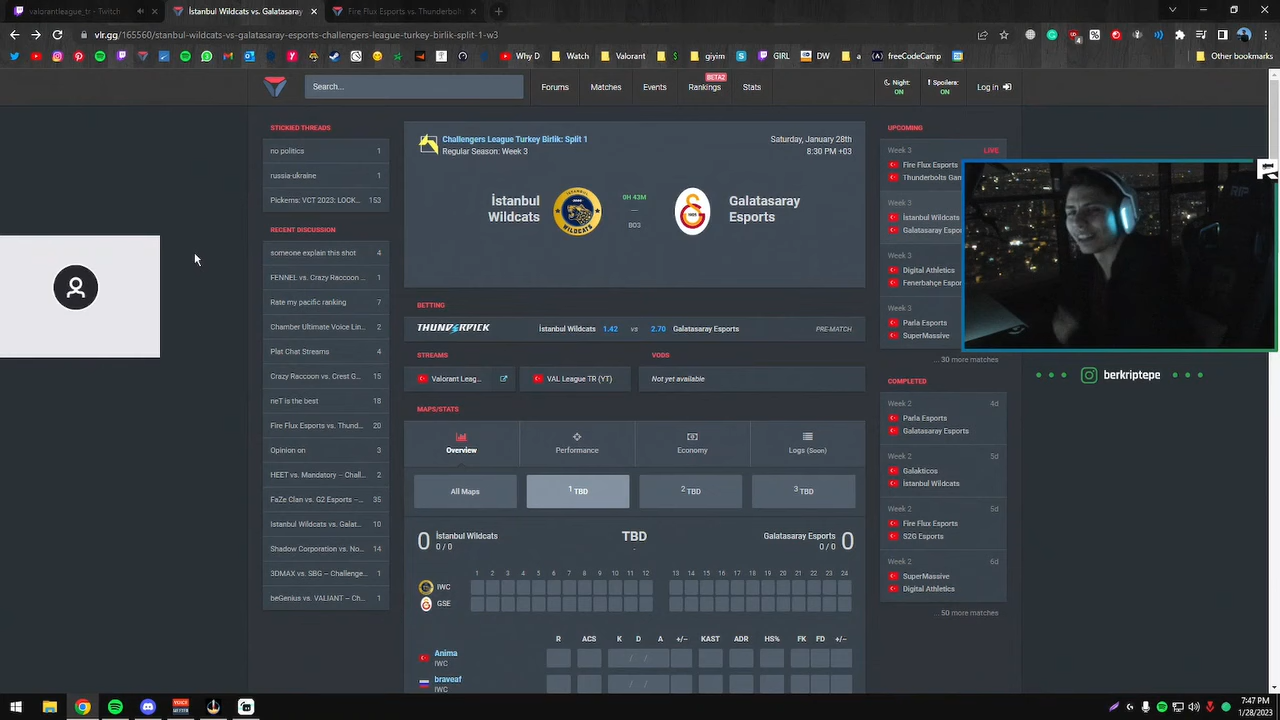 valorantleague_tr - Twitch
İstanbul Wildcats vs. Galatasaray
Fire Flux Esports vs. Thunderbolt
vlr.gg/165560/stanbul-wildcats-vs-galatasaray-esports-challengers-league-turkey-birlik-split-1-w3
Why D
Valorant
$
GIRL
DW
a
freeCodeCamp
Other bookmarks
Search...
Forums
Matches
Events
Rankings
BETA2
Stats
Night: ON
Spoilers: ON
Log in
STICKIED THREADS
no politics 1
russia-ukraine 1
Pickems: VCT 2023: LOCK... 153
RECENT DISCUSSION
someone explain this shot 4
FENNEL vs. Crazy Raccoon ... 1
Rate my pacific ranking 7
Chamber Ultimate Voice Lin... 2
Plat Chat Streams 4
Crazy Raccoon vs. Crest G... 15
neT is the best 18
Fire Flux Esports vs. Thund... 20
Opinion on 3
HEET vs. Mandatory – Chall... 2
FaZe Clan vs. G2 Esports –... 35
İstanbul Wildcats vs. Galat... 10
Shadow Corporation vs. No... 14
3DMAX vs. SBG – Challenge... 1
beGenius vs. VALIANT – Ch... 1
Challengers League Turkey Birlik: Split 1
Regular Season: Week 3
Saturday, January 28th
8:30 PM +03
İstanbul
Wildcats
0H 43M
–
BO3
Galatasaray
Esports
BETTING
THUNDERPICK
İstanbul Wildcats 1.42 vs 2.70 Galatasaray Esports
PRE-MATCH
STREAMS
VODS
Valorant Leag...
VAL League TR (YT)
Not yet available
MAPS/STATS
Overview
Performance
Economy
Logs (Soon)
All Maps
1 TBD
2 TBD
3 TBD
0 İstanbul Wildcats
0 / 0
TBD
-
Galatasaray Esports 0
0 / 0
1 2 3 4 5 6 7 8 9 10 11 12 13 14 15 16 17 18 19 20 21 22 23 24
IWC
GSE
R ACS K D A +/– KAST ADR HS% FK FD +/–
Anima
IWC
/ /
braveaf
IWC
/ /
UPCOMING
Week 3 LIVE
Fire Flux Esports
Thunderbolts Gam
Week 3
İstanbul Wildcats
Galatasaray Espor
Week 3
Digital Athletics
Fenerbahçe Espor
Week 3
Parla Esports
SuperMassive
... 30 more matches
COMPLETED
Week 2 4d
Parla Esports
Galatasaray Esports
Week 2 5d
Galakticos
İstanbul Wildcats
Week 2 5d
Fire Flux Esports
S2G Esports
Week 2 6d
SuperMassive
Digital Athletics
... 50 more matches
RIP
berkriptepe
VOICE
MEETER
7:47 PM
1/28/2023